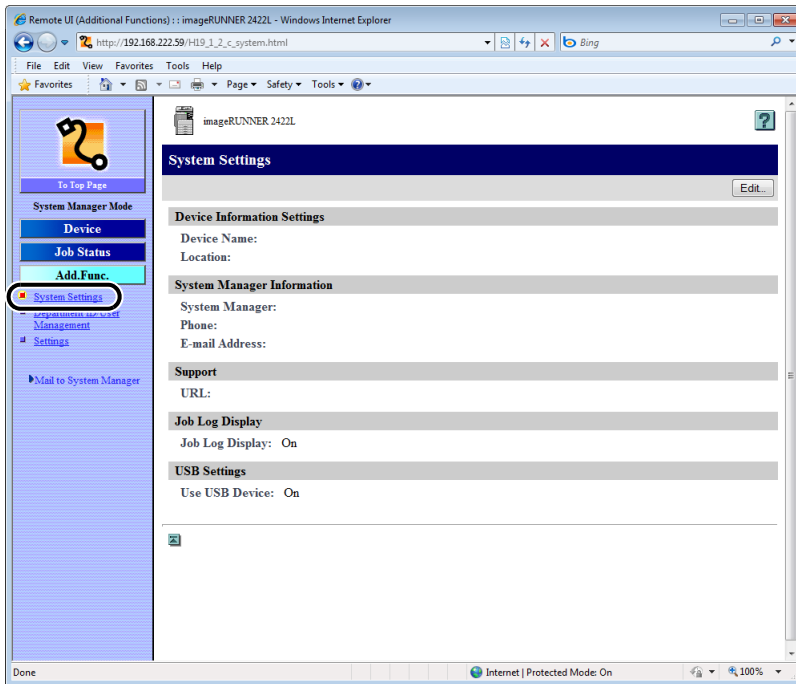 Remote UI (Additional Functions) : : imageRUNNER 2422L - Windows Internet Explorer
http://192.168.222.59/H19_1_2_c_system.html
Bing
File Edit View Favorites Tools Help
Favorites
Page Safety Tools
imageRUNNER 2422L
To Top Page
System Manager Mode
Device
Job Status
Add.Func.
System Settings
Department ID/User
Management
Settings
Mail to System Manager
System Settings
Edit...
Device Information Settings
Device Name:
Location:
System Manager Information
System Manager:
Phone:
E-mail Address:
Support
URL:
Job Log Display
Job Log Display: On
USB Settings
Use USB Device: On
Done
Internet | Protected Mode: On
100%